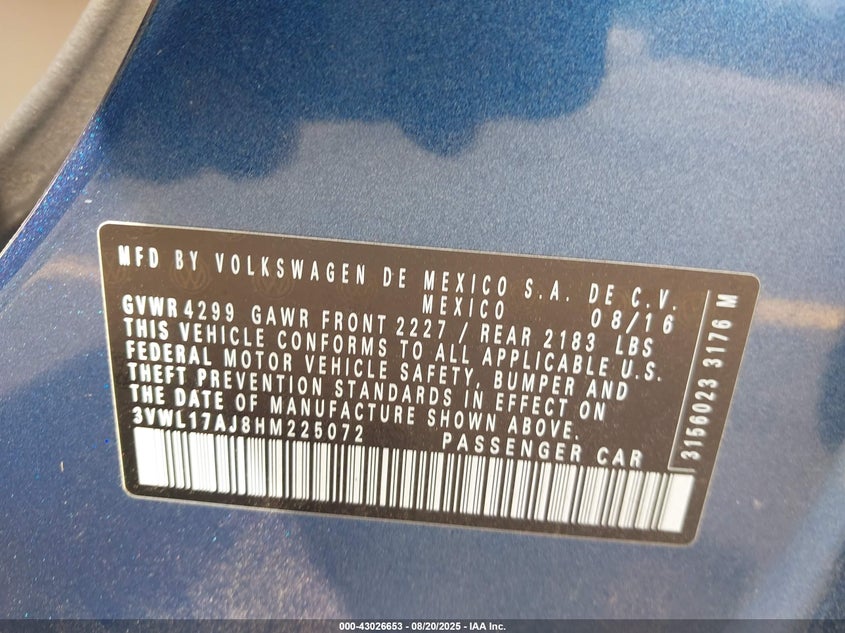 MFD BY VOLKSWAGEN DE MEXICO S.A. DE C.V.
MEXICO 08/16
GVWR 4299 GAWR FRONT 2227 / REAR 2183 LBS
THIS VEHICLE CONFORMS TO ALL APPLICABLE U.S.
FEDERAL MOTOR VEHICLE SAFETY, BUMPER AND
THEFT PREVENTION STANDARDS IN EFFECT ON
THE DATE OF MANUFACTURE SHOWN ABOVE.
3VWL17AJ8HM225072 PASSENGER CAR
3156023 3176 M
000-43026653 - 08/20/2025 - IAA Inc.